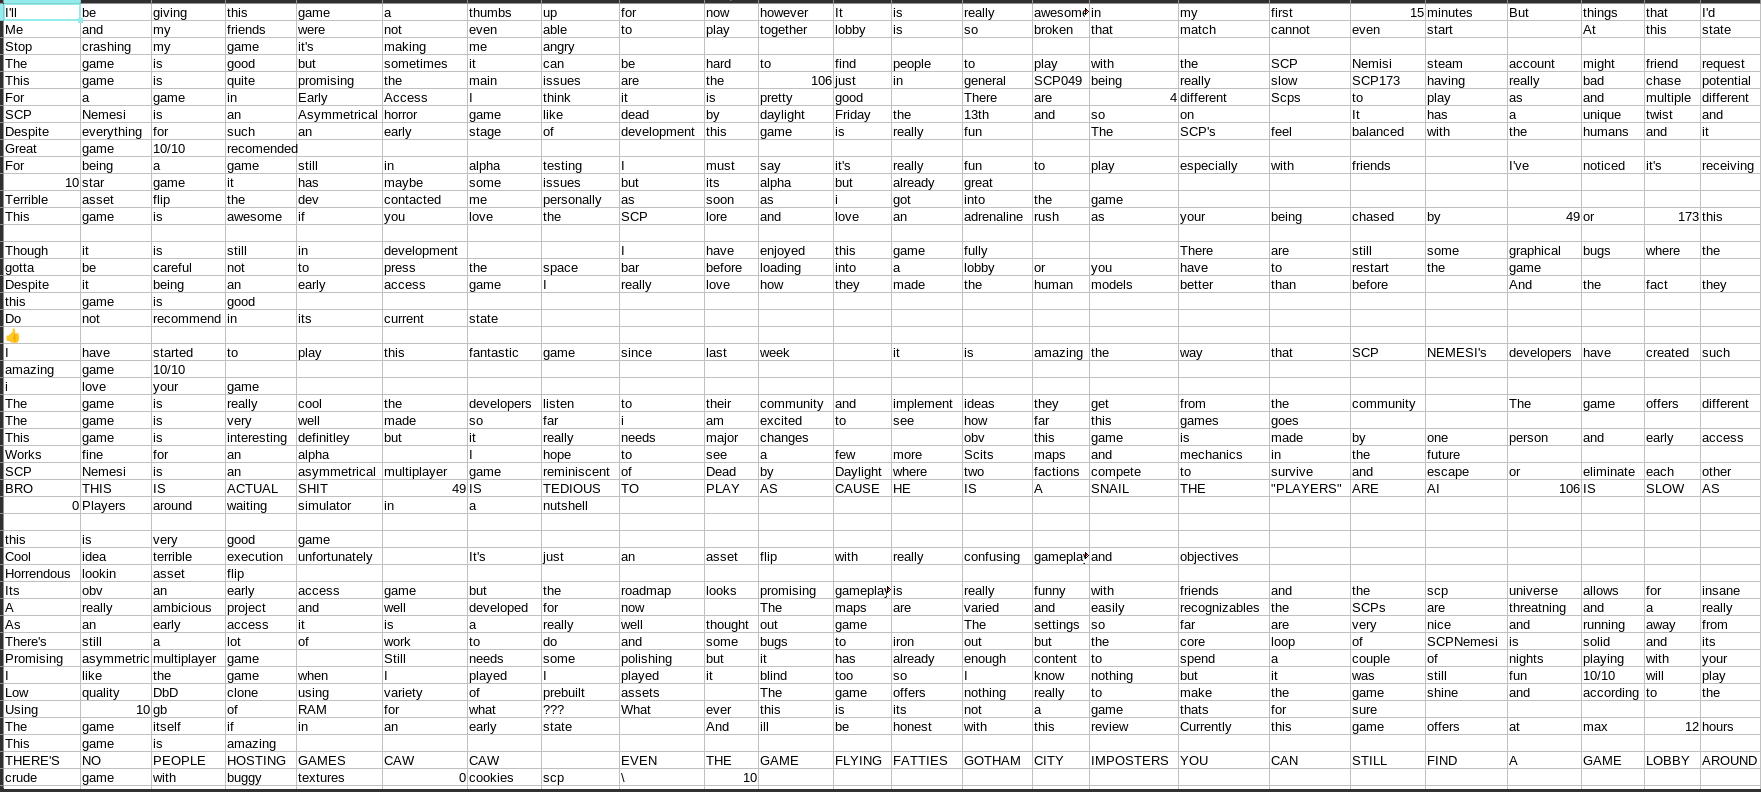 I'll be giving this game a thumbs up for now however It is really awesome in my first 15 minutes But things that I'd
Me and my friends were not even able to play together lobby is so broken that match cannot even start At this state
Stop crashing my game it's making me angry
The game is good but sometimes it can be hard to find people to play with the SCP Nemisi steam account might friend request
This game is quite promising the main issues are the 106 just in general SCP049 being really slow SCP173 having really bad chase potential
For a game in Early Access I think it is pretty good There are 4 different Scps to play as and multiple different
SCP Nemesi is an Asymmetrical horror game like dead by daylight Friday the 13th and so on It has a unique twist and
Despite everything for such an early stage of development this game is really fun The SCP's feel balanced with the humans and it
Great game 10/10 recomended
For being a game still in alpha testing I must say it's really fun to play especially with friends I've noticed it's receiving
10 star game it has maybe some issues but its alpha but already great
Terrible asset flip the dev contacted me personally as soon as i got into the game
This game is awesome if you love the SCP lore and love an adrenaline rush as your being chased by 49 or 173 this
Though it is still in development I have enjoyed this game fully There are still some graphical bugs where the
gotta be careful not to press the space bar before loading into a lobby or you have to restart the game
Despite it being an early access game I really love how they made the human models better than before And the fact they
this game is good
Do not recommend in its current state
👍
I have started to play this fantastic game since last week it is amazing the way that SCP NEMESI's developers have created such
amazing game 10/10
i love your game
The game is really cool the developers listen to their community and implement ideas they get from the community The game offers different
The game is very well made so far i am excited to see how far this games goes
This game is interesting definitley but it really needs major changes obv this game is made by one person and early access
Works fine for an alpha I hope to see a few more Scits maps and mechanics in the future
SCP Nemesi is an asymmetrical multiplayer game reminiscent of Dead by Daylight where two factions compete to survive and escape or eliminate each other
BRO THIS IS ACTUAL SHIT 49 IS TEDIOUS TO PLAY AS CAUSE HE IS A SNAIL THE "PLAYERS" ARE AI 106 IS SLOW AS
0 Players around waiting simulator in a nutshell
this is very good game
Cool idea terrible execution unfortunately It's just an asset flip with really confusing gameplay and objectives
Horrendous lookin asset flip
Its obv an early access game but the roadmap looks promising gameplay is really funny with friends and the scp universe allows for insane
A really ambicious project and well developed for now The maps are varied and easily recognizables the SCPs are threatning and a really
As an early access it is a really well thought out game The settings so far are very nice and running away from
There's still a lot of work to do and some bugs to iron out but the core loop of SCPNemesi is solid and its
Promising asymmetric multiplayer game Still needs some polishing but it has already enough content to spend a couple of nights playing with your
I like the game when I played I played it blind too so I know nothing but it was still fun 10/10 will play
Low quality DbD clone using variety of prebuilt assets The game offers nothing really to make the game shine and according to the
Using 10 gb of RAM for what ??? What ever this is its not a game thats for sure
The game itself if in an early state And ill be honest with this review Currently this game offers at max 12 hours
This game is amazing
THERE'S NO PEOPLE HOSTING GAMES CAW CAW EVEN THE GAME FLYING FATTIES GOTHAM CITY IMPOSTERS YOU CAN STILL FIND A GAME LOBBY AROUND
crude game with buggy textures 0 cookies scp \ 10